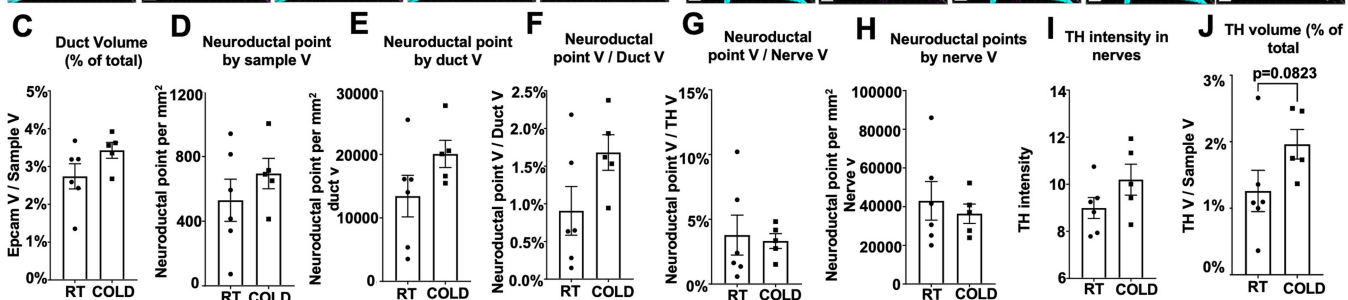 C
Duct Volume
(% of total)
Epcam V / Sample V
5%
4%
3%
2%
1%
0%
RT COLD
D
Neuroductal point
by sample V
Neuroductal point per mm2
1200
800
400
0
RT COLD
E
Neuroductal point
by duct V
Neuroductal point per mm2
duct v
30000
20000
10000
0
RT COLD
F
Neuroductal
point V / Duct V
Neuroductal point V / Duct V
2.5%
2.0%
1.5%
1.0%
0.5%
0.0%
RT COLD
G
Neuroductal
point V / Nerve V
Neuroductal point V / TH V
15%
10%
5%
0%
RT COLD
H
Neuroductal points
by nerve V
Neuroductal point per mm2
Nerve v
100000
80000
60000
40000
20000
0
RT COLD
I
TH intensity in
nerves
TH intensity
14
12
10
8
6
RT COLD
J
TH volume (% of
total
p=0.0823
TH V / Sample V
3%
2%
1%
0%
RT COLD